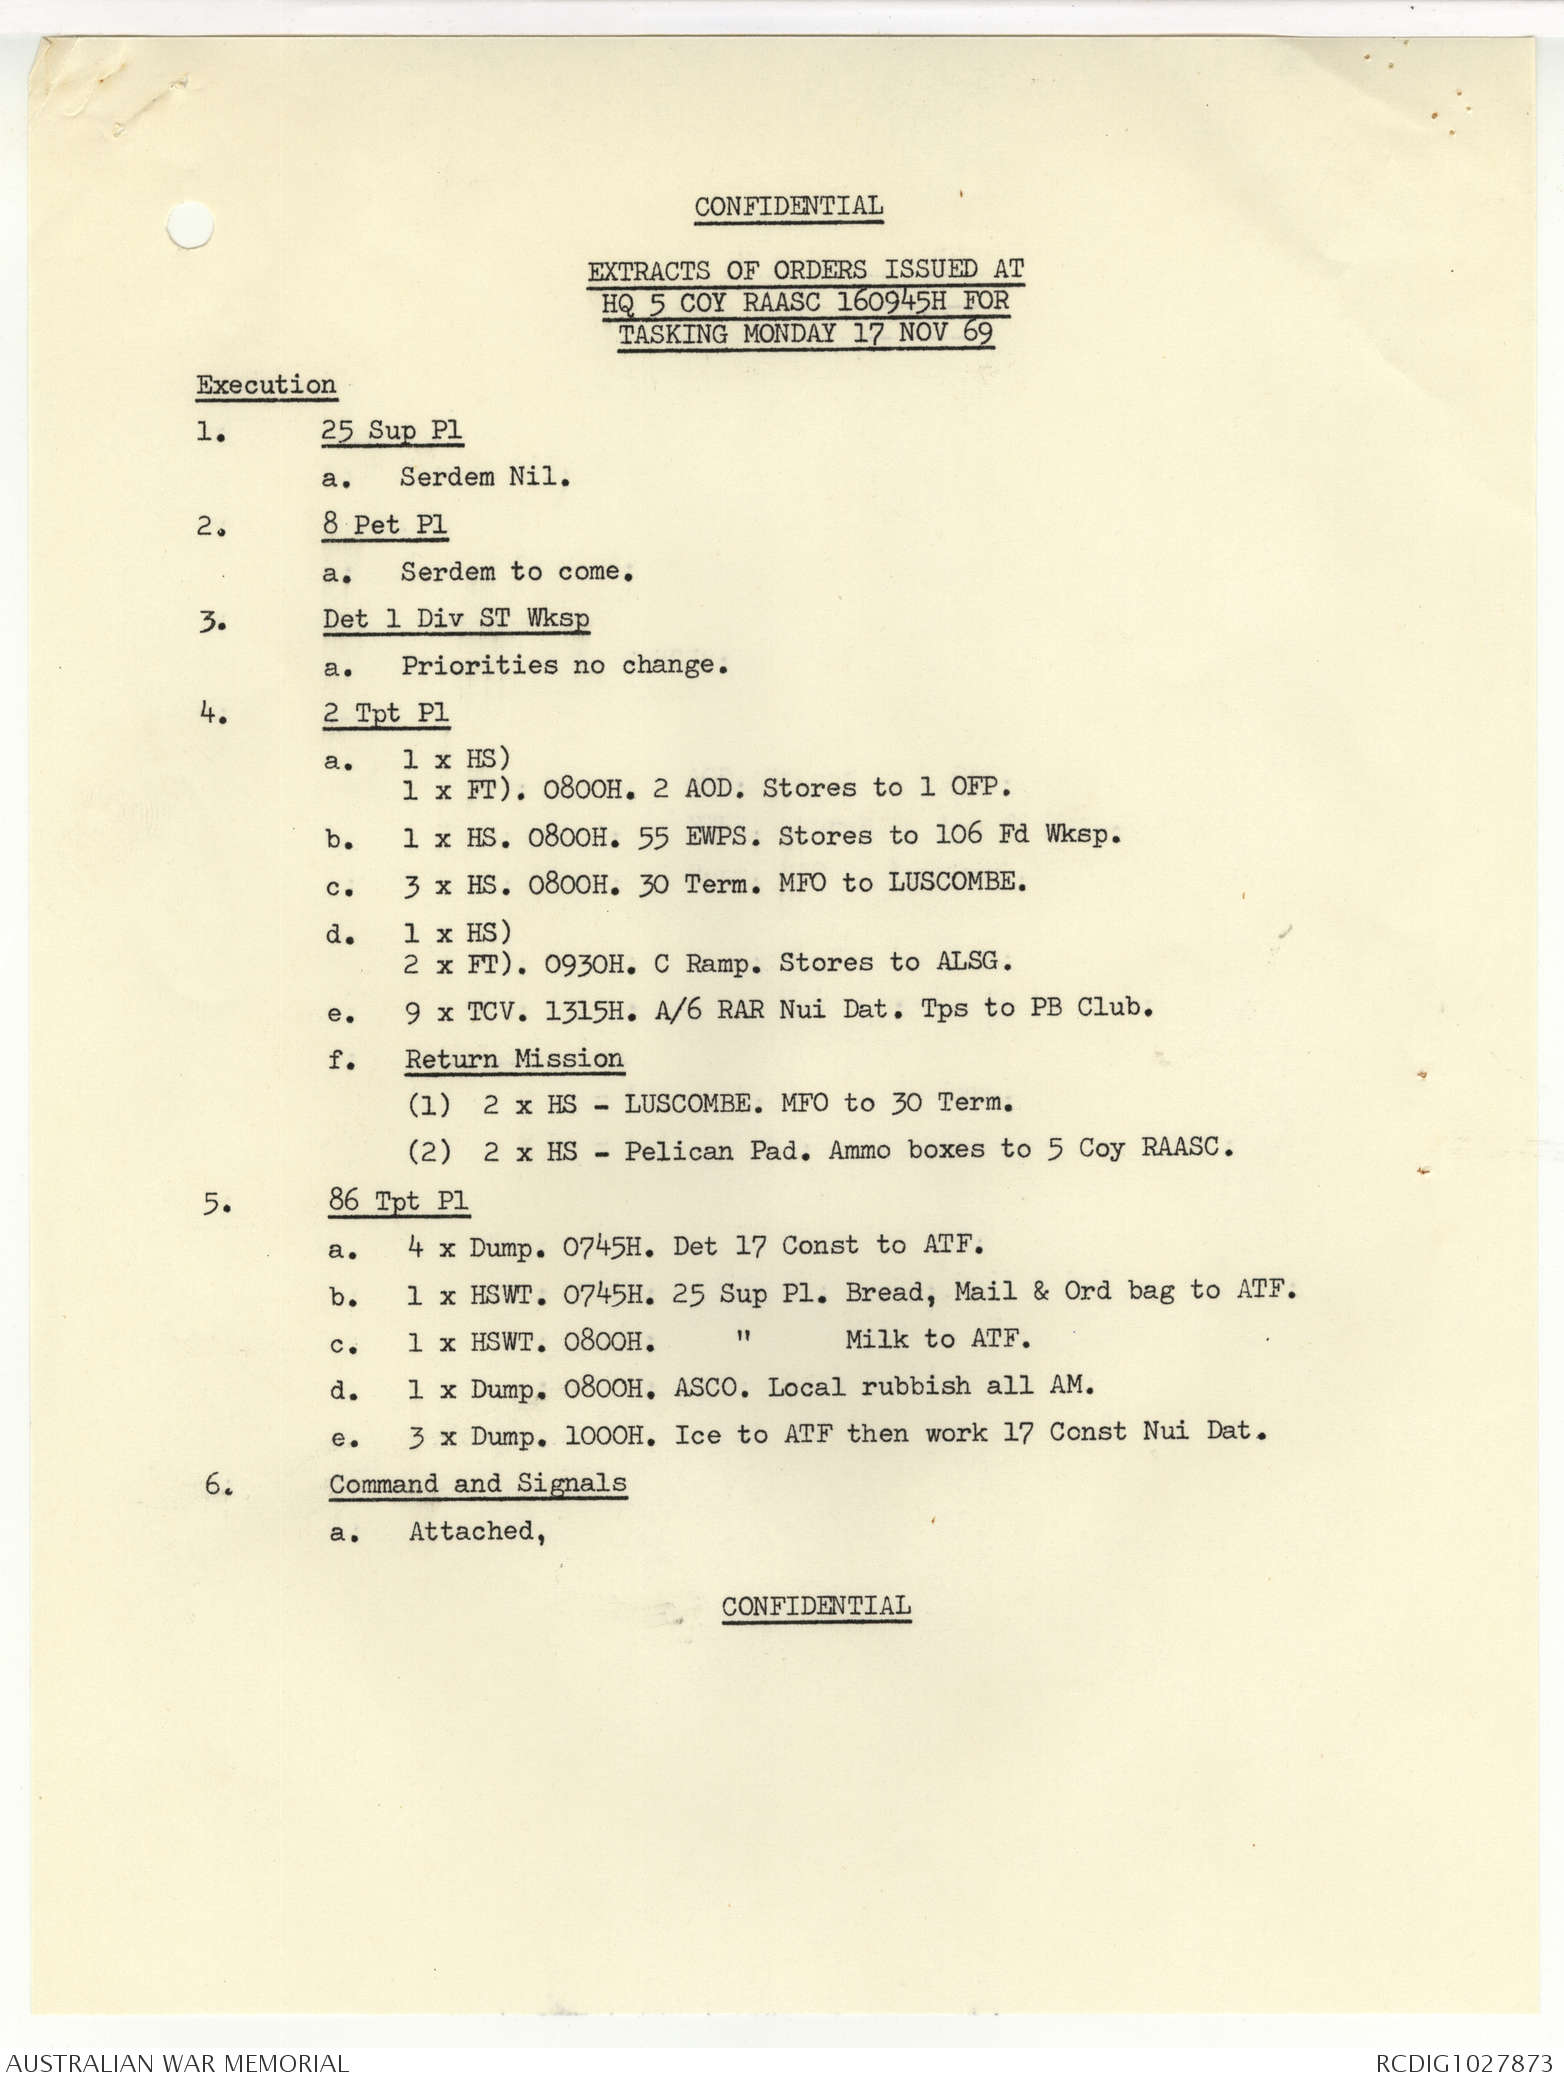 CONFIDENTIAL
EXTRACTS OF ORDERS ISSUED AT
HQ 5 COY RAASC 160945H FOR
TASKING MONDAY 17 NOV 69
Execution
1. 25 Sup Pl
a. Serdem Nil.
2. 8 Pet Pl
a. Serdem to come.
3. Det 1 Div ST Wksp
a. Priorities no change.
4. 2 Tpt Pl
a. 1 x HS)
1 x FT). 0800H. 2 AOD. Stores to 1 OFP.
b. 1 x HS. 0800H. 55 EWPS. Stores to 106 Fd Wksp.
c. 3 x HS. 0800H. 30 Term. MFO to LUSCOMBE.
d. 1 x HS)
2 x FT). 0930H. C Ramp. Stores to ALSG.
e. 9 x TCV. 1315H. A/6 RAR Nui Dat. Tps to PB Club.
f. Return Mission
(1) 2 x HS - LUSCOMBE. MFO to 30 Term.
(2) 2 x HS - Pelican Pad. Ammo boxes to 5 Coy RAASC.
5. 86 Tpt Pl
a. 4 x Dump. 0745H. Det 17 Const to ATF.
b. 1 x HSWT. 0745H. 25 Sup Pl. Bread, Mail & Ord bag to ATF.
c. 1 x HSWT. 0800H. " Milk to ATF.
d. 1 x Dump. 0800H. ASCO. Local rubbish all AM.
e. 3 x Dump. 1000H. Ice to ATF then work 17 Const Nui Dat.
6. Command and Signals
a. Attached,
CONFIDENTIAL
AUSTRALIAN WAR MEMORIAL
RCDIG1027873